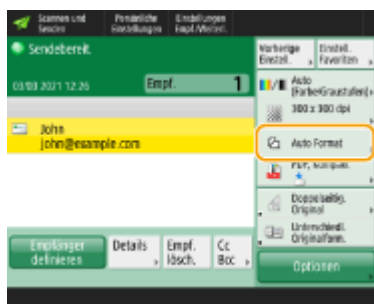 Scannen und
Senden
Persönliche
Einstellungen
Einstellungen
Empf./Weiterl.
Sendebereit.
03/03 2021 12:26
Empf. 1
John
john@example.com
Empfänger
definieren
Details
Empf.
lösch.
Cc
Bcc
Vorherige
Einstell.
Einstell.
Favoriten
Auto
(Farbe/Graustufen)
300 x 300 dpi
Auto Format
PDF, Kompakt
Doppelseitig.
Original
Unterschiedl.
Originalform.
Optionen